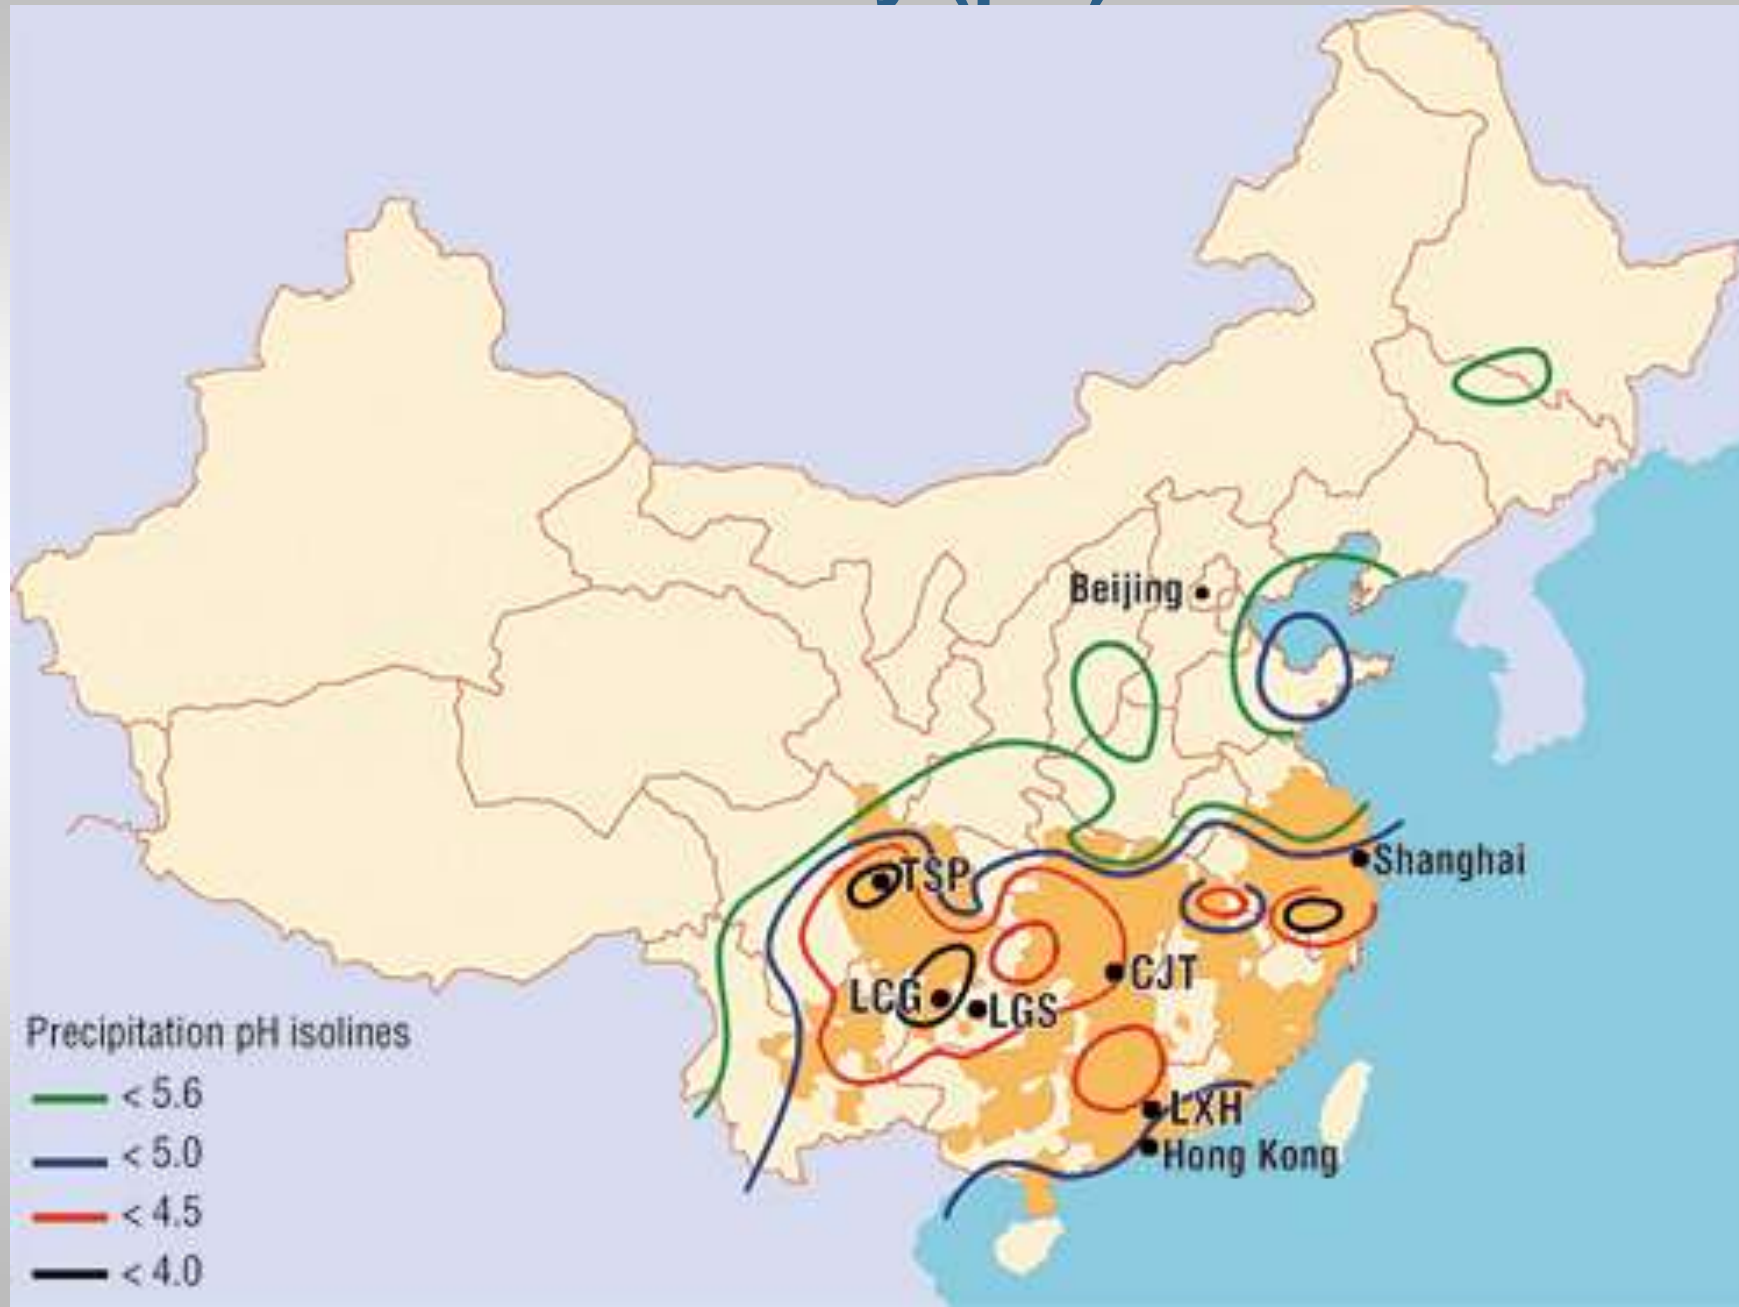 Beijing
Shanghai
TSP
CJT
LCG
LGS
LXH
Hong Kong
Precipitation pH isolines
< 5.6
< 5.0
< 4.5
< 4.0